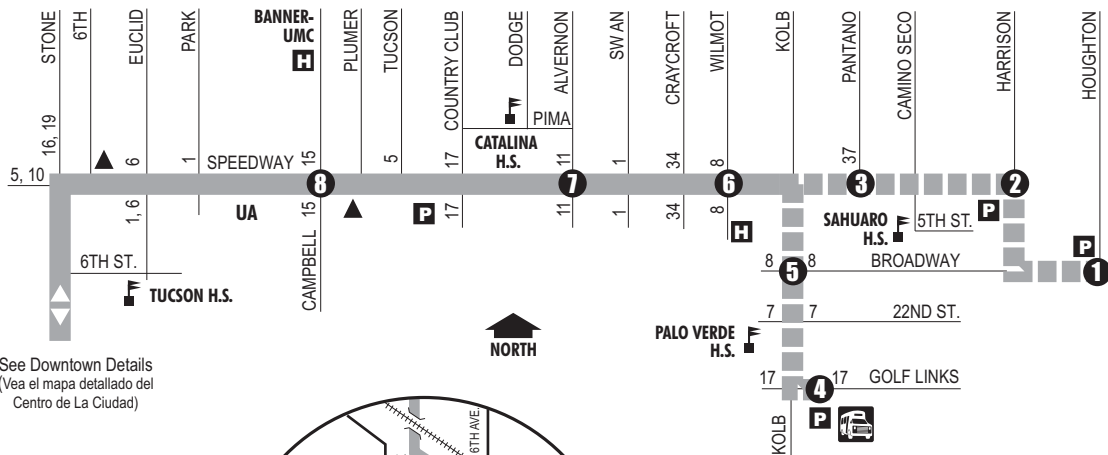 STONE
6TH
EUCLID
PARK
BANNER-
UMC
H
PLUMER
TUCSON
COUNTRY CLUB
DODGE
ALVERNON
SWAN
CRAYCROFT
WILMOT
KOLB
PANTANO
CAMINO SECO
HARRISON
HOUGHTON
PIMA
CATALINA
H.S.
16, 19
6
1
SPEEDWAY
15
5
17
11
1
34
8
37
5, 10
8
7
6
3
2
1, 6
UA
15
P
17
11
1
34
8
H
SAHUARO
H.S.
5TH ST.
P
P
6TH ST.
TUCSON H.S.
CAMPBELL
8
5
8
BROADWAY
1
7
7
22ND ST.
NORTH
PALO VERDE
H.S.
See Downtown Details
(Vea el mapa detallado del
Centro de La Ciudad)
17
4
17
GOLF LINKS
P
KOLB
6TH AVE.